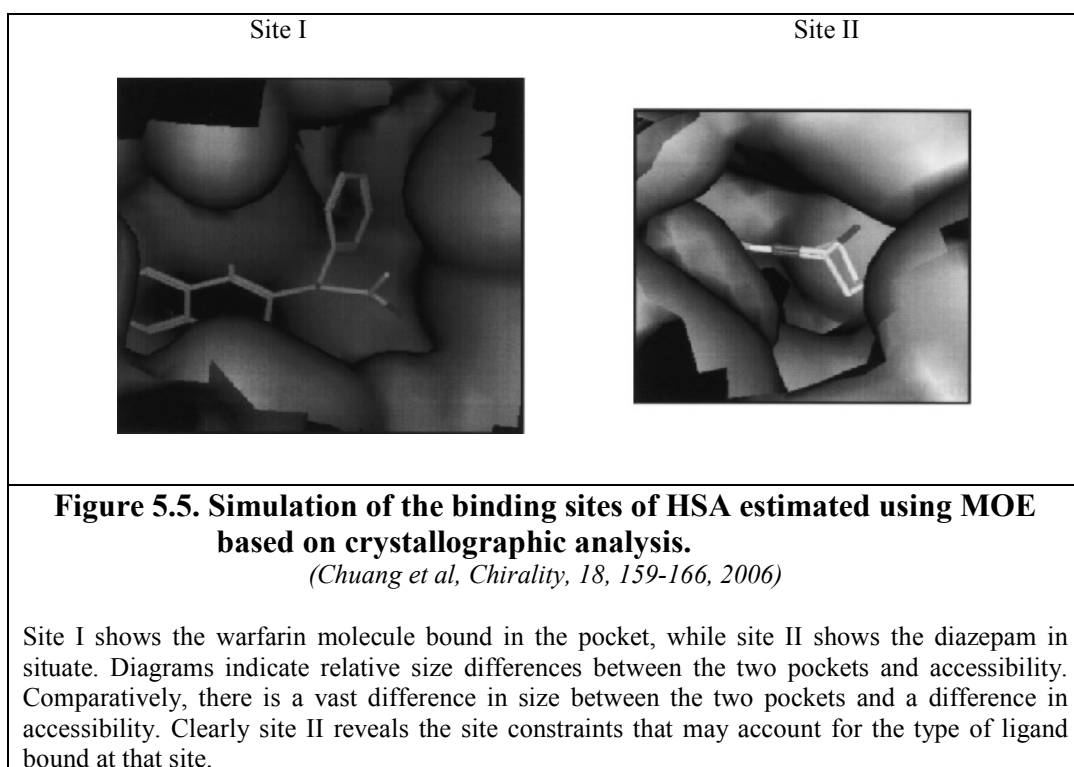 Site I
Site II
Figure 5.5. Simulation of the binding sites of HSA estimated using MOE
based on crystallographic analysis.
(Chuang et al, Chirality, 18, 159-166, 2006)
Site I shows the warfarin molecule bound in the pocket, while site II shows the diazepam in
situate. Diagrams indicate relative size differences between the two pockets and accessibility.
Comparatively, there is a vast difference in size between the two pockets and a difference in
accessibility. Clearly site II reveals the site constraints that may account for the type of ligand
bound at that site.